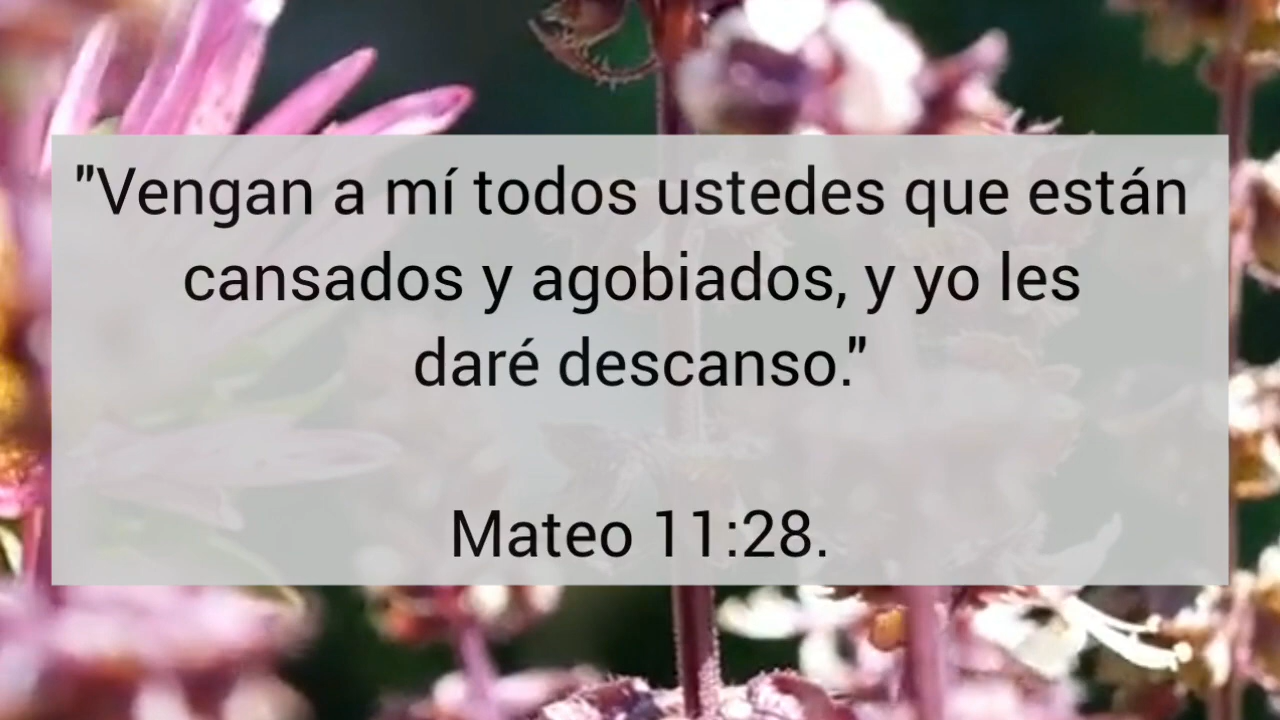 "Vengan a mí todos ustedes que están
cansados y agobiados, y yo les
daré descanso."
Mateo 11:28.